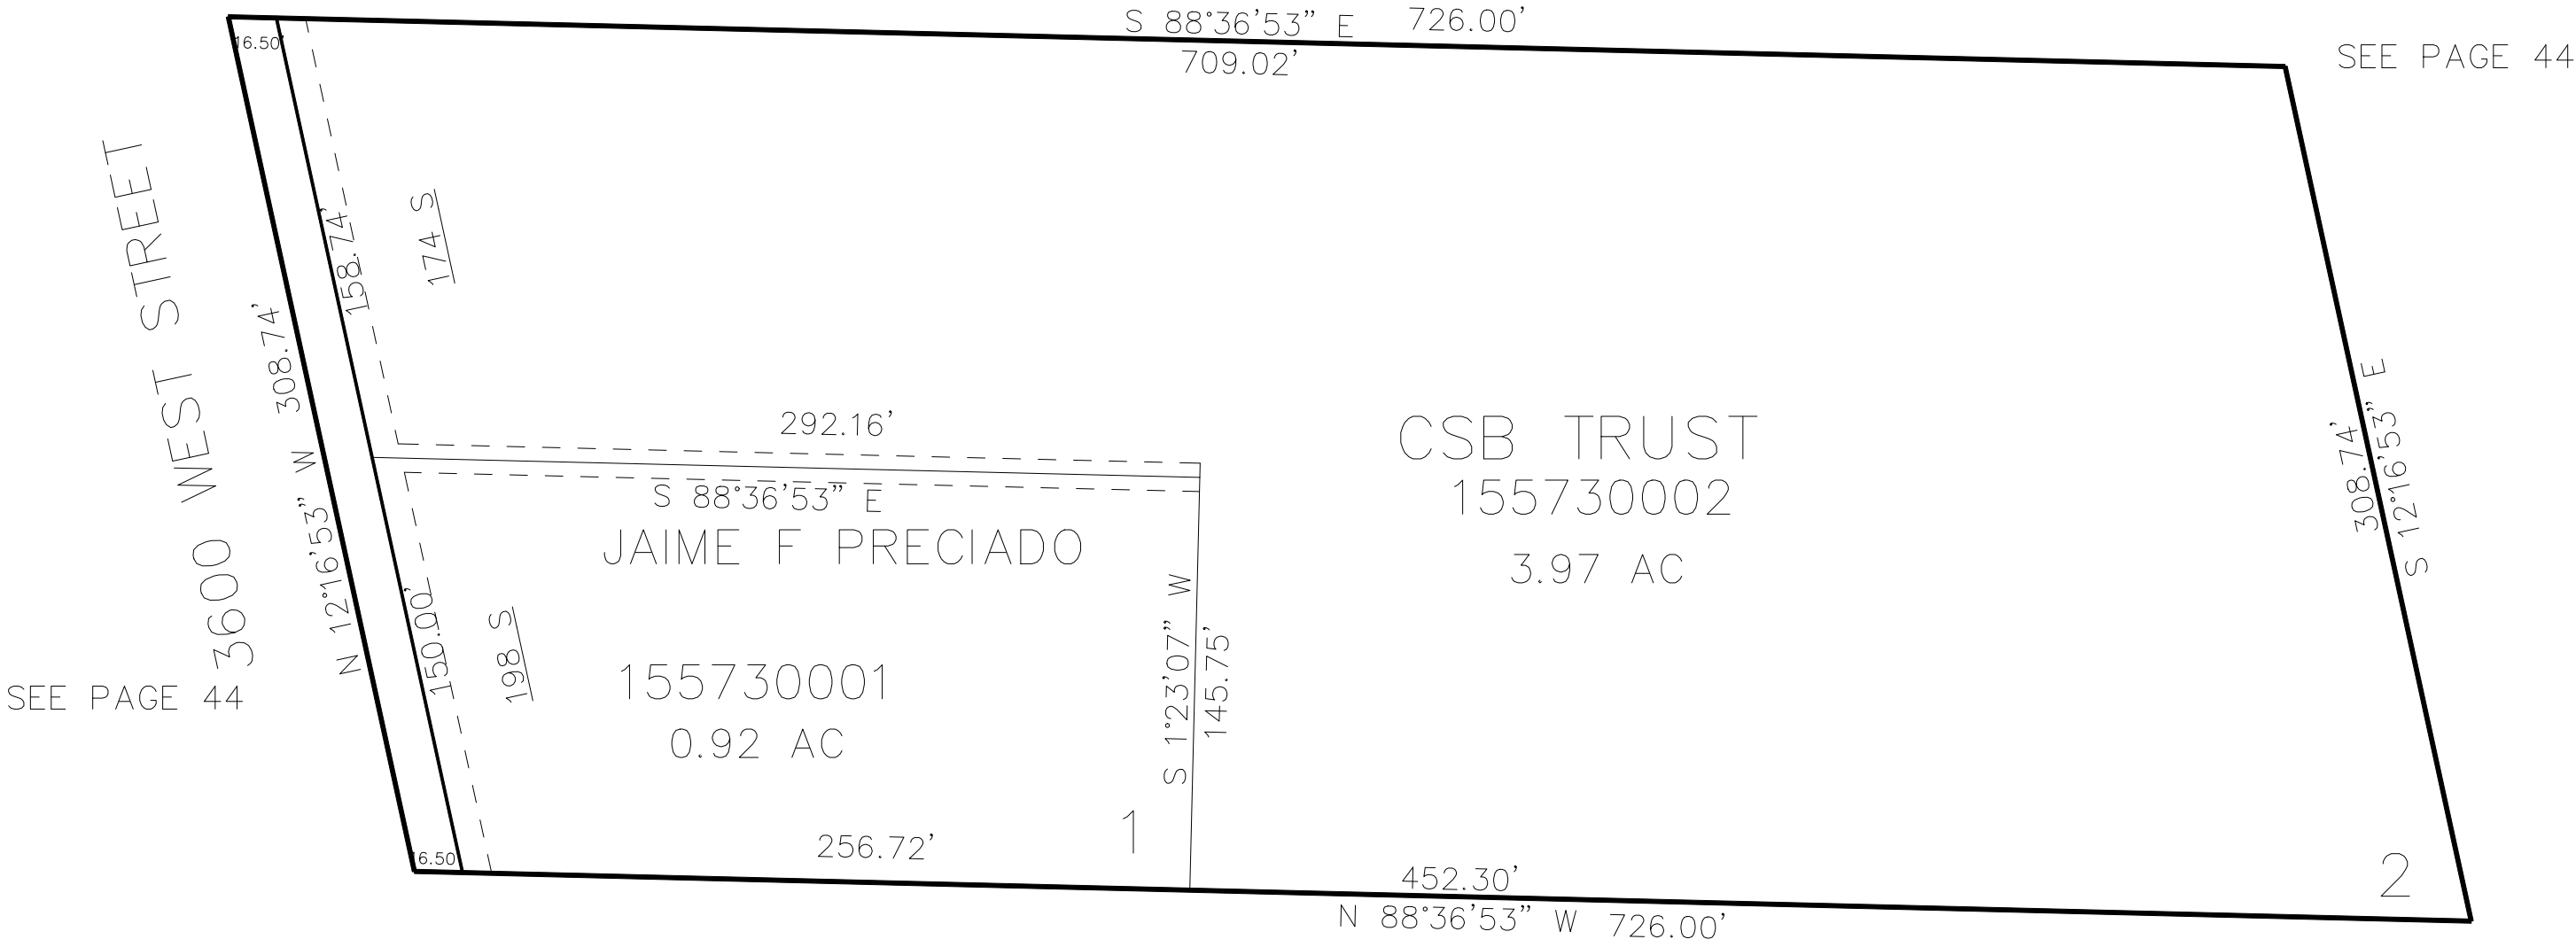 S 88°36'53" E 726.00'
709.02'
SEE PAGE 44
16.50'
3600 WEST STREET
158.74'
174 S
308.74'
N 12°16'53" W
292.16'
S 88°36'53" E
JAIME F PRECIADO
155730001
0.92 AC
CSB TRUST
155730002
3.97 AC
308.74'
S 12°16'53" E
150.00'
198 S
S 1°23'07" W
145.75'
SEE PAGE 44
1
256.72'
16.50'
452.30'
2
N 88°36'53" W 726.00'